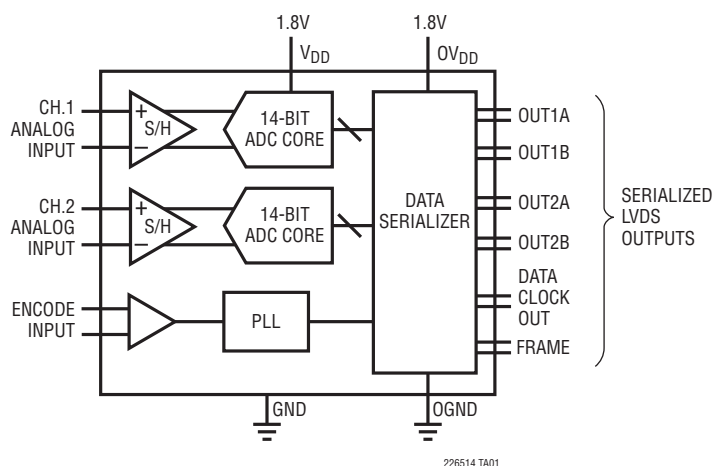 1.8V
1.8V
VDD
OVDD
CH.1
ANALOG
INPUT
+
S/H
−
14-BIT
ADC CORE
CH.2
ANALOG
INPUT
+
S/H
−
14-BIT
ADC CORE
ENCODE
INPUT
PLL
DATA
SERIALIZER
OUT1A
OUT1B
OUT2A
OUT2B
DATA
CLOCK
OUT
FRAME
SERIALIZED
LVDS
OUTPUTS
GND
OGND
226514 TA01